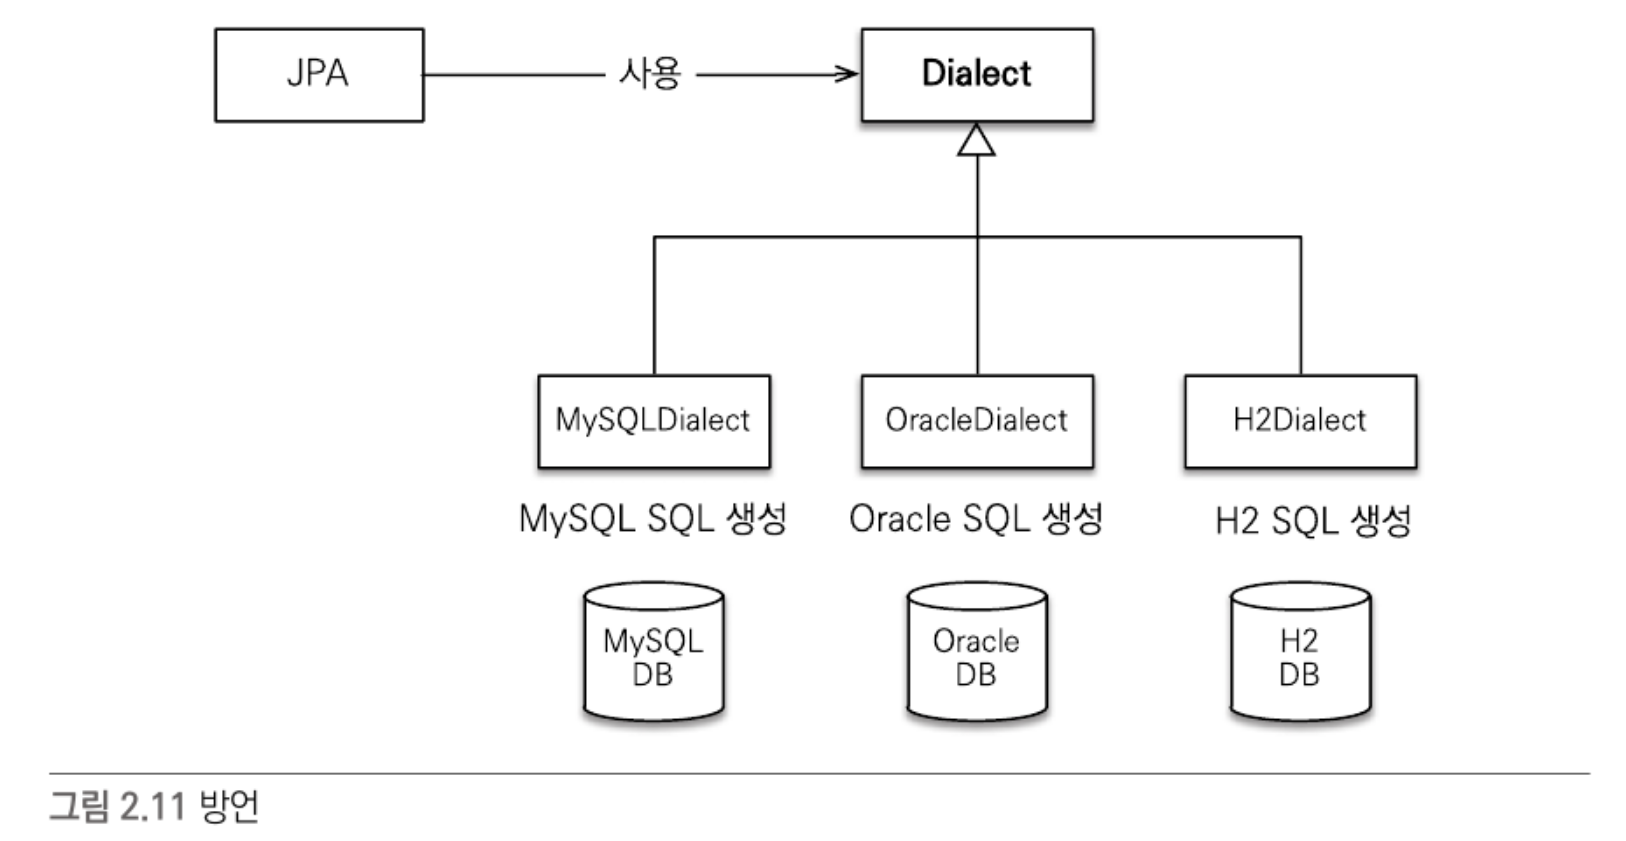 JPA
사용
Dialect
MySQLDialect
OracleDialect
H2Dialect
MySQL SQL 생성
Oracle SQL 생성
H2 SQL 생성
MySQL
DB
Oracle
DB
H2
DB
그림 2.11 방언